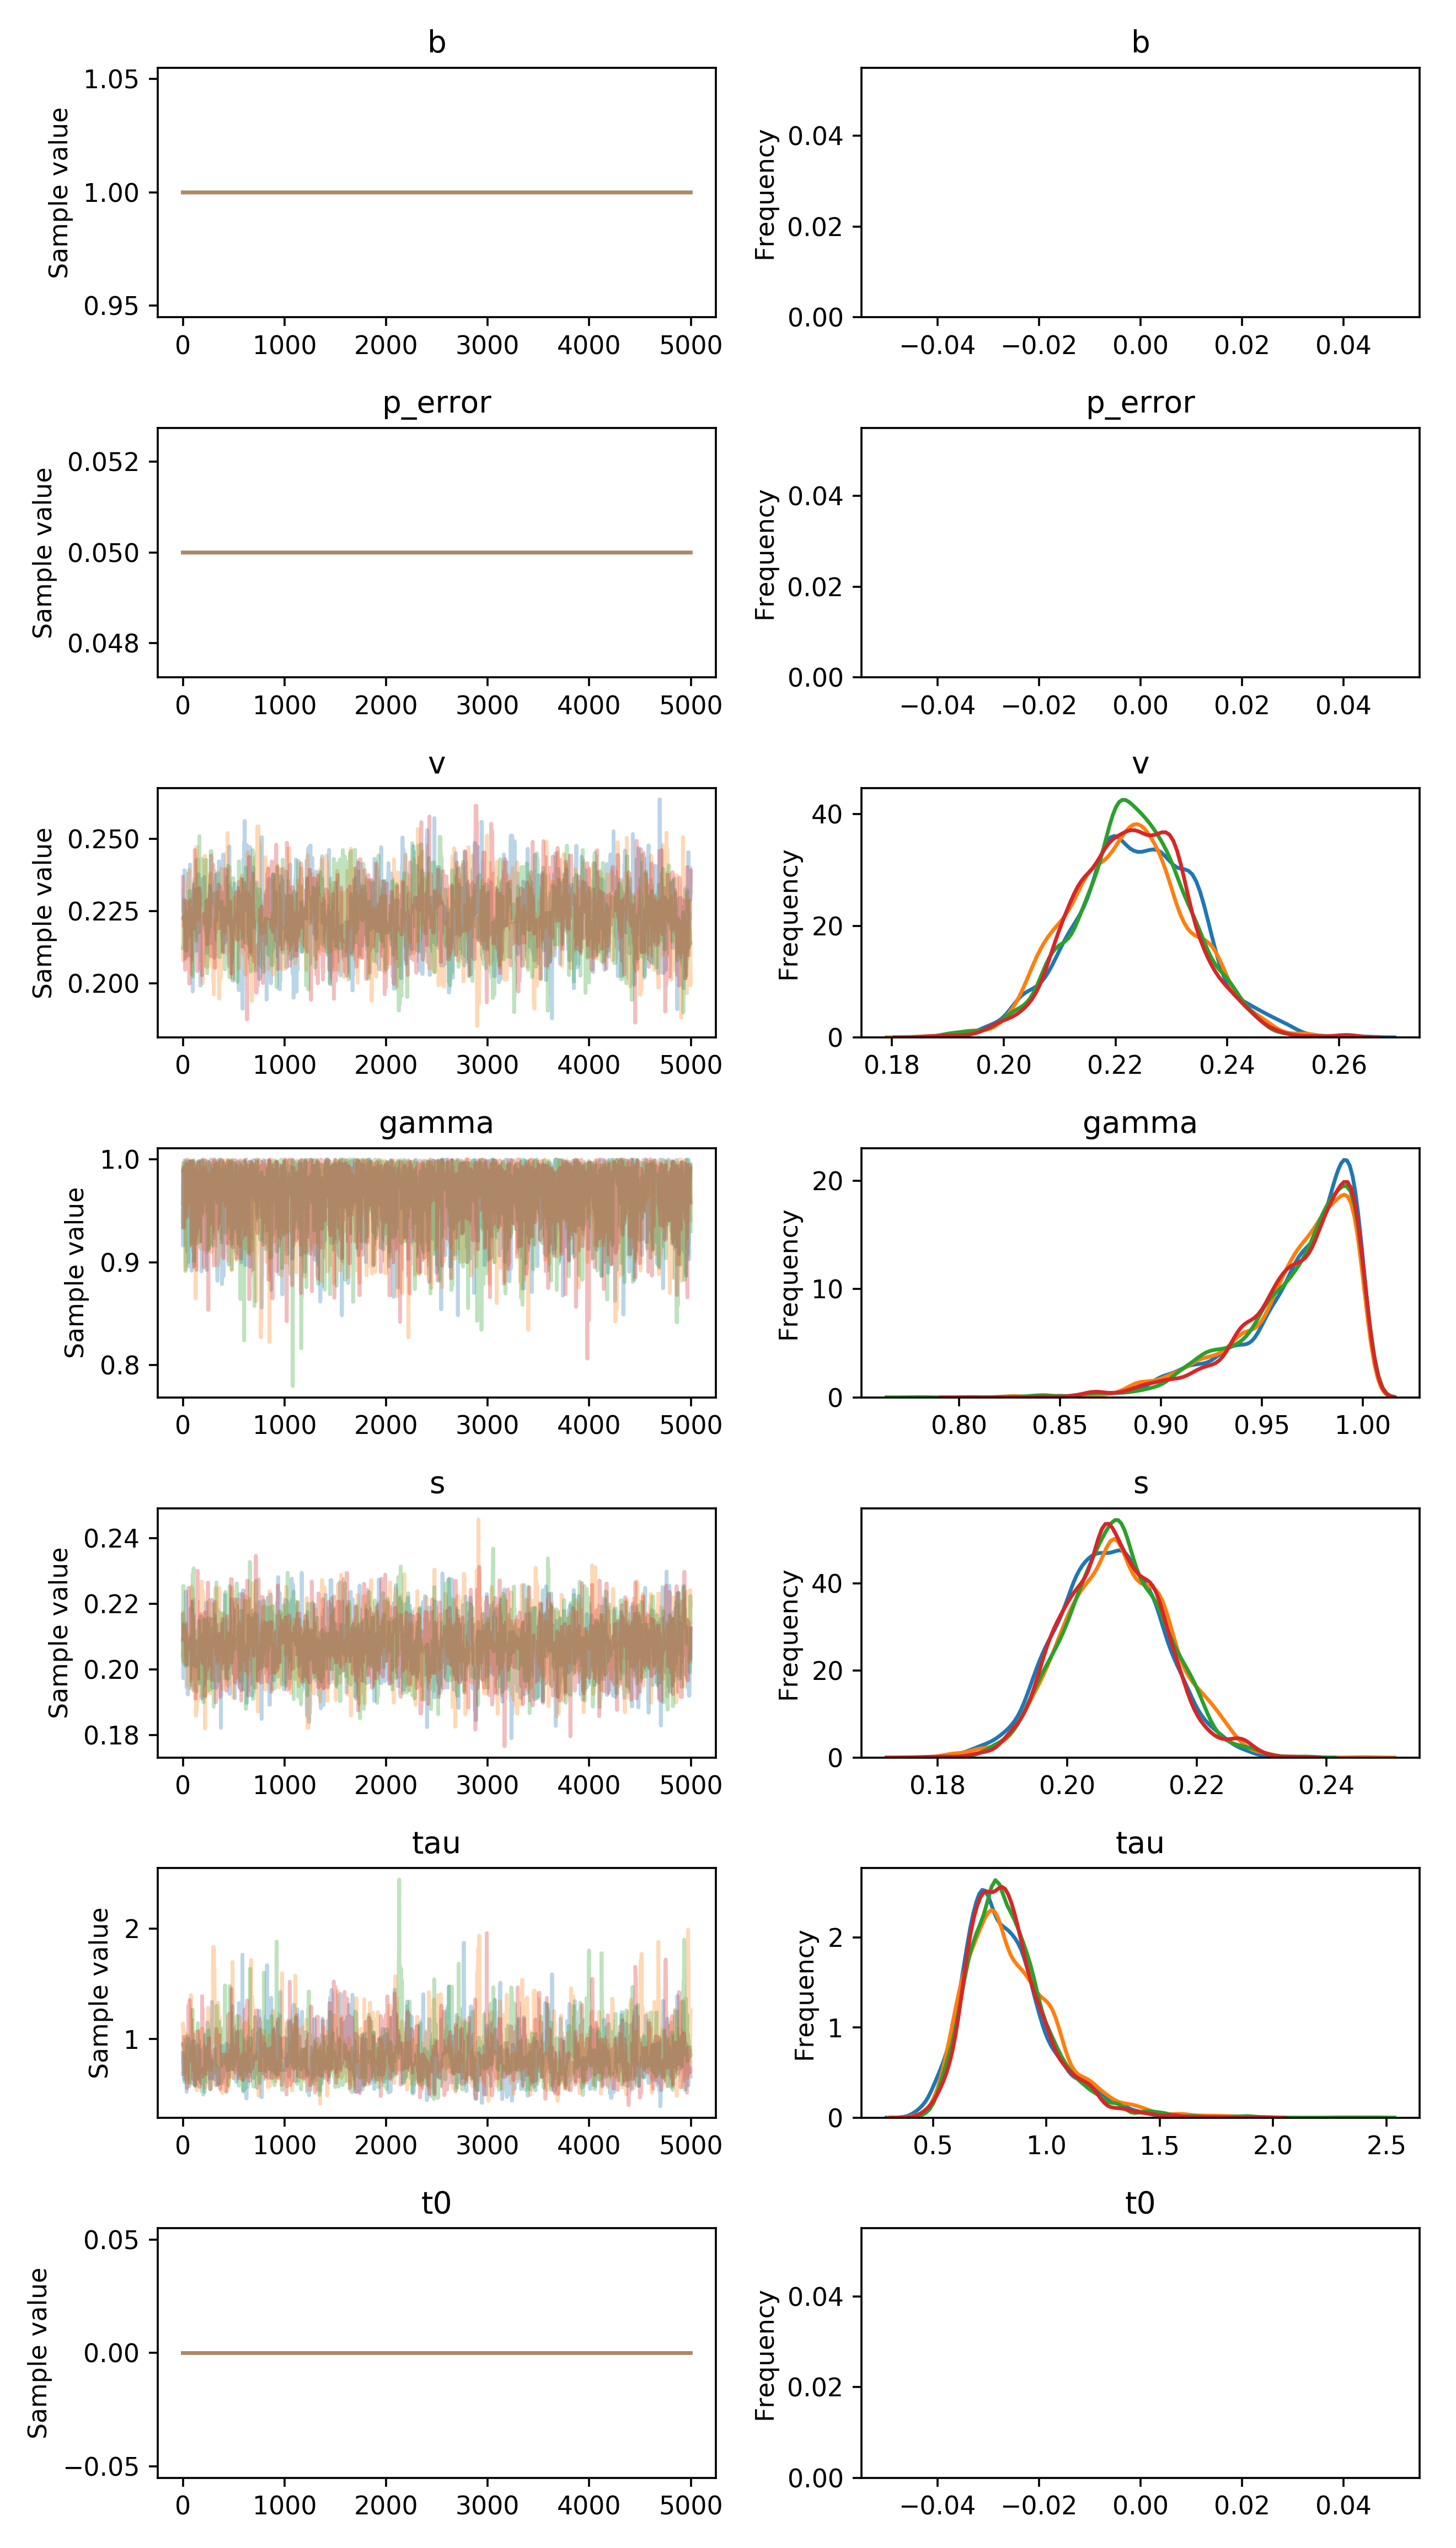 b
Sample value
1.05
1.00
0.95
0 1000 2000 3000 4000 5000
b
Frequency
0.04
0.02
0.00
−0.04 −0.02 0.00 0.02 0.04
p_error
Sample value
0.052
0.050
0.048
0 1000 2000 3000 4000 5000
p_error
Frequency
0.04
0.02
0.00
−0.04 −0.02 0.00 0.02 0.04
v
Sample value
0.250
0.225
0.200
0 1000 2000 3000 4000 5000
v
Frequency
40
20
0
0.18 0.20 0.22 0.24 0.26
gamma
Sample value
1.0
0.9
0.8
0 1000 2000 3000 4000 5000
gamma
Frequency
20
10
0
0.80 0.85 0.90 0.95 1.00
s
Sample value
0.24
0.22
0.20
0.18
0 1000 2000 3000 4000 5000
s
Frequency
40
20
0
0.18 0.20 0.22 0.24
tau
Sample value
2
1
0 1000 2000 3000 4000 5000
tau
Frequency
2
1
0
0.5 1.0 1.5 2.0 2.5
t0
Sample value
0.05
0.00
−0.05
0 1000 2000 3000 4000 5000
t0
Frequency
0.04
0.02
0.00
−0.04 −0.02 0.00 0.02 0.04